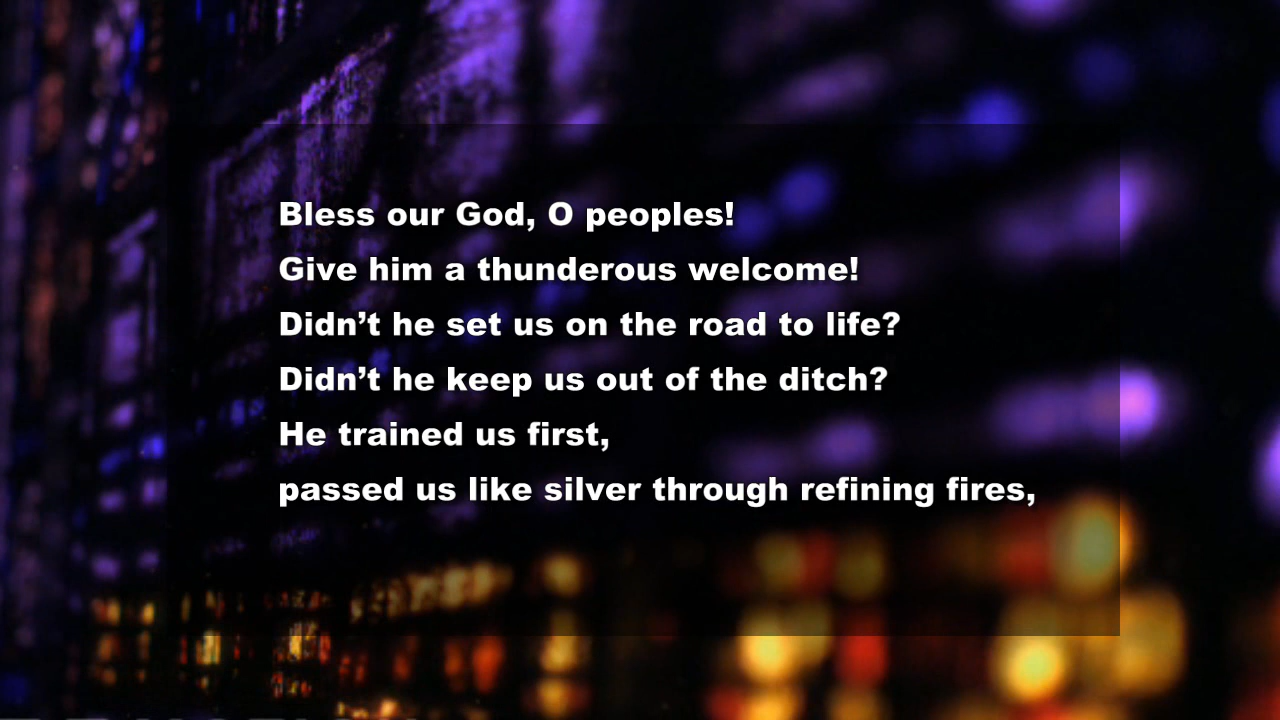 Bless our God, O peoples!
Give him a thunderous welcome!
Didn’t he set us on the road to life?
Didn’t he keep us out of the ditch?
He trained us first,
passed us like silver through refining fires,